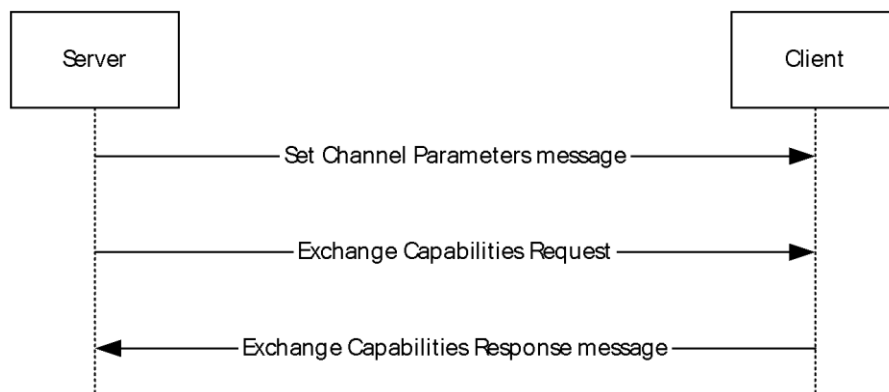 Server
Client
Set Channel Parameters message
Exchange Capabilities Request
Exchange Capabilities Response message